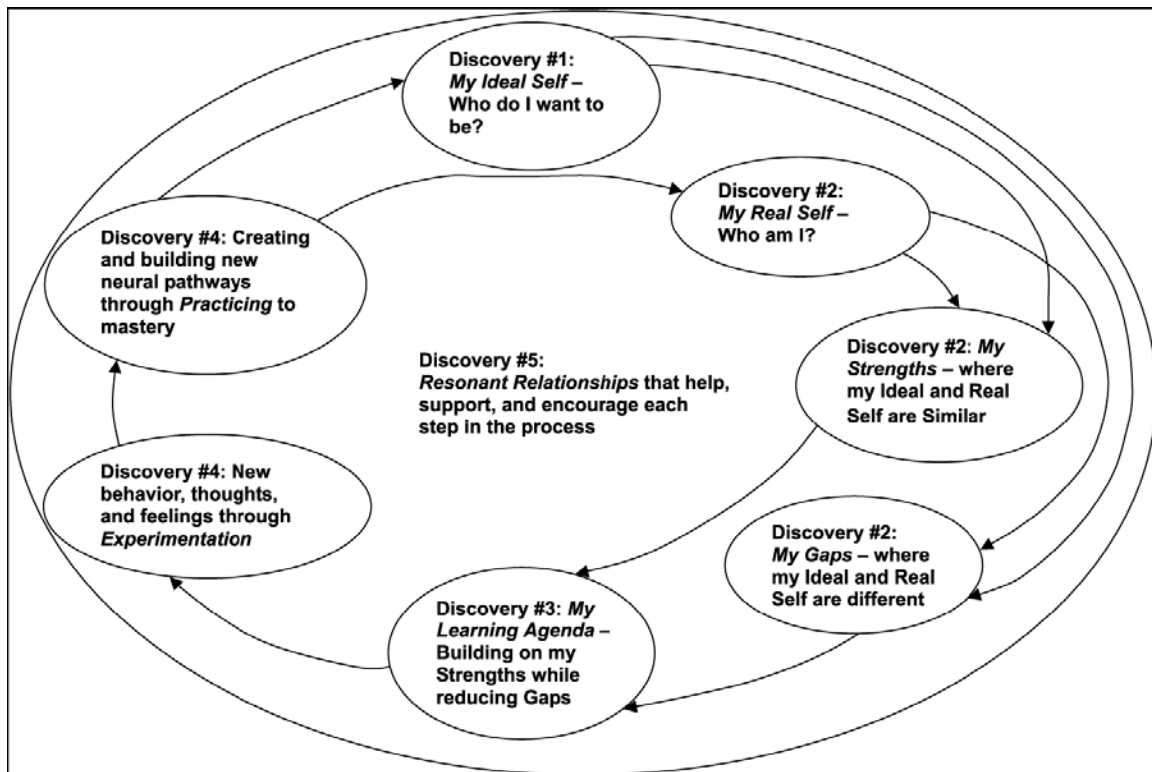 Discovery #1:
My Ideal Self –
Who do I want to
be?
Discovery #2:
My Real Self –
Who am I?
Discovery #2: My
Strengths – where
my Ideal and Real
Self are Similar
Discovery #2:
My Gaps – where
my Ideal and Real
Self are different
Discovery #3: My
Learning Agenda –
Building on my
Strengths while
reducing Gaps
Discovery #4: New
behavior, thoughts,
and feelings through
Experimentation
Discovery #4: Creating
and building new
neural pathways
through Practicing to
mastery
Discovery #5:
Resonant Relationships that help,
support, and encourage each
step in the process